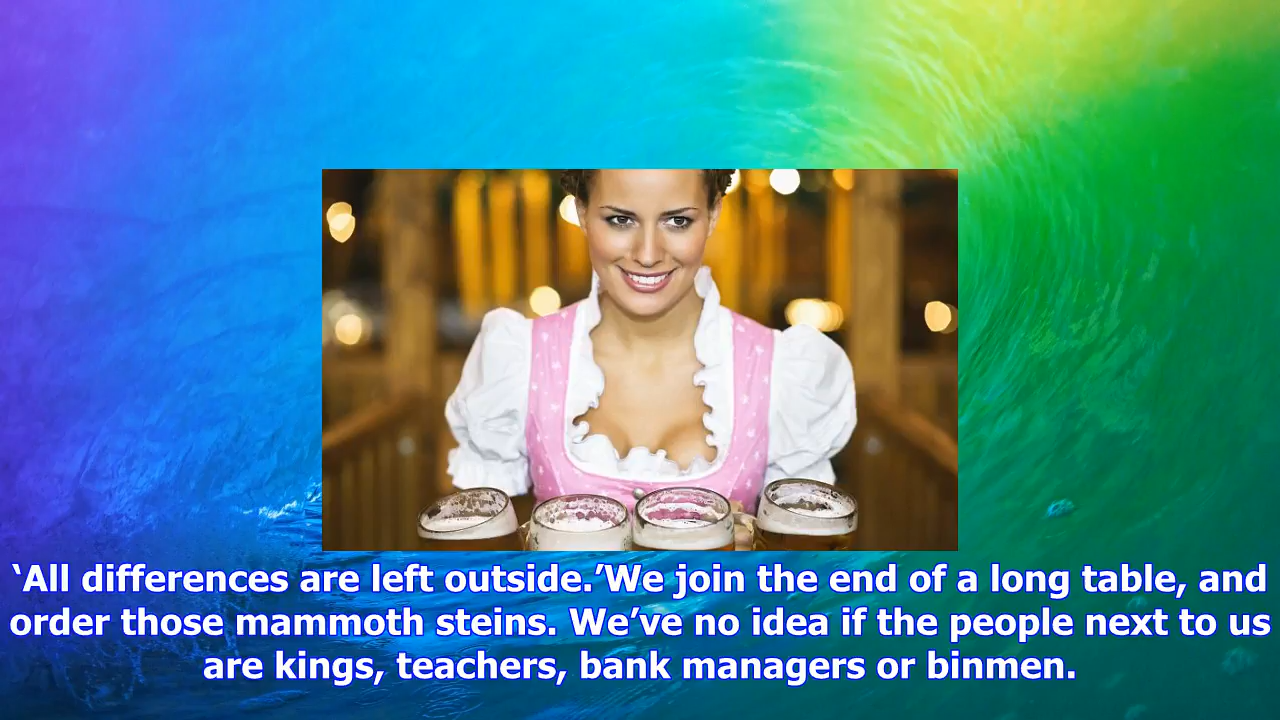 ‘All differences are left outside.’We join the end of a long table, and
order those mammoth steins. We’ve no idea if the people next to us
are kings, teachers, bank managers or binmen.